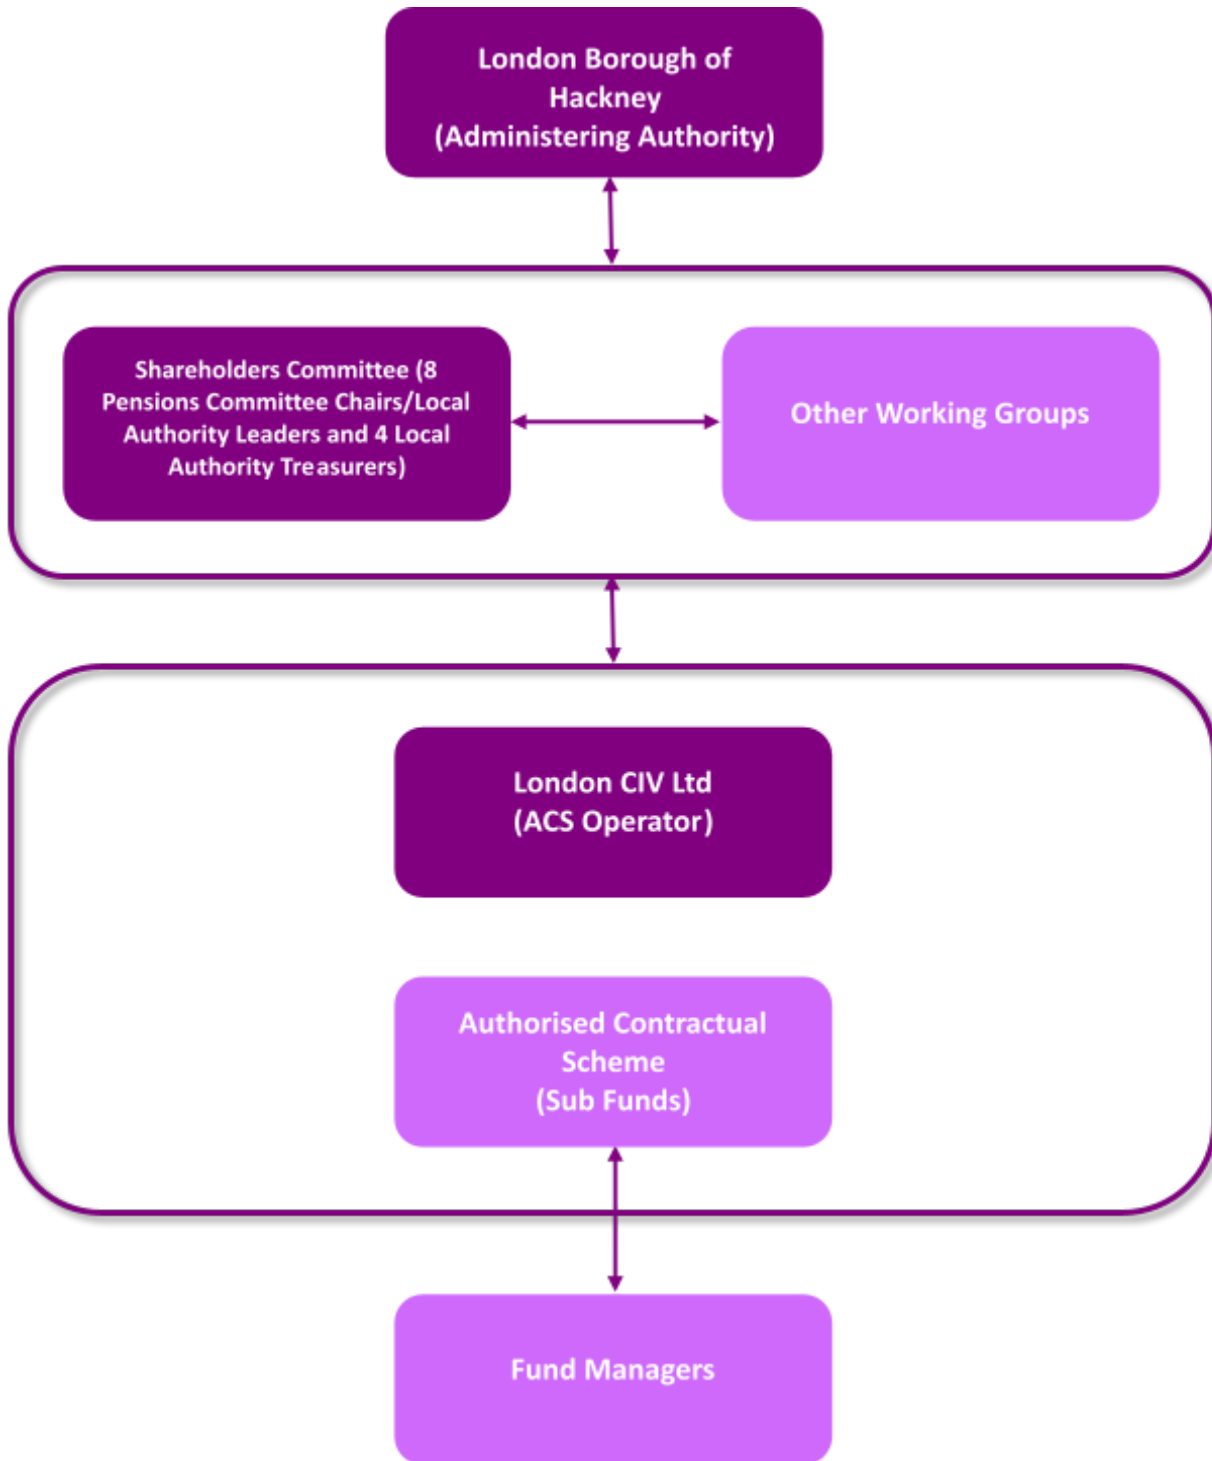 London Borough of
Hackney
(Administering Authority)
Shareholders Committee (8
Pensions Committee Chairs/Local
Authority Leaders and 4 Local
Authority Treasurers)
Other Working Groups
London CIV Ltd
(ACS Operator)
Authorised Contractual
Scheme
(Sub Funds)
Fund Managers